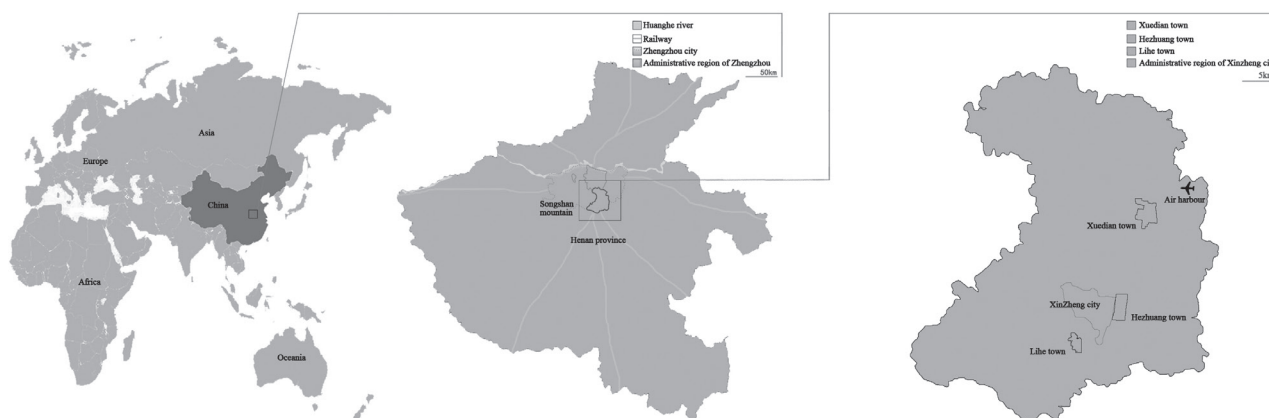 Asia
Europe
China
Africa
Oceania
Huanghe river
Railway
Zhengzhou city
Administrative region of Zhengzhou
50km
Songshan
mountain
Henan province
Xuedian town
Hezhuang town
Lihe town
Administrative region of Xinzheng ci
5k
Air harbour
Xuedian town
XinZheng city
Hezhuang town
Lihe town